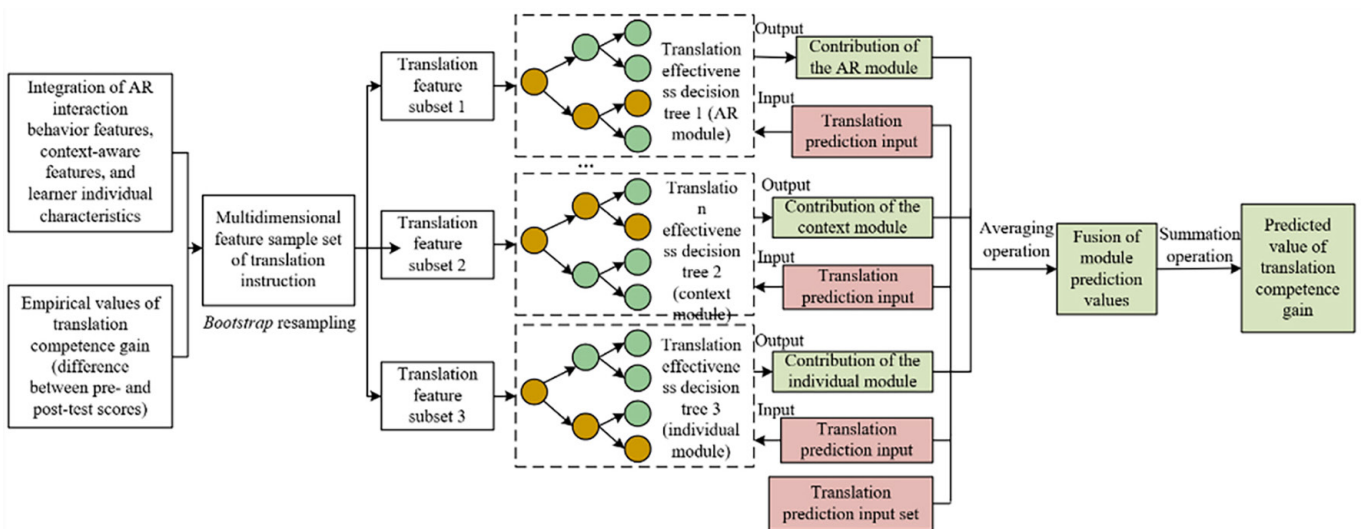 Integration of AR
interaction
behavior features,
context-aware
features, and
learner individual
characteristics
Empirical values of
translation
competence gain
(difference
between pre- and
post-test scores)
Multidimensional
feature sample set
of translation
instruction
Bootstrap resampling
Translation
feature
subset 1
Translation
feature
subset 2
Translation
feature
subset 3
Translation
effectivene
ss decision
tree 1 (AR
module)
...
Translatio
n
effectivene
ss decision
tree 2
(context
module)
Translation
effectivene
ss decision
tree 3
(individual
module)
Output
Contribution of
the AR module
Input
Translation
prediction input
Output
Contribution of the
context module
Input
Translation
prediction input
Output
Contribution of the
individual module
Input
Translation
prediction input
Translation
prediction input set
Averaging
operation
Fusion of
module
prediction
values
Summation
operation
Predicted
value of
translation
competence
gain